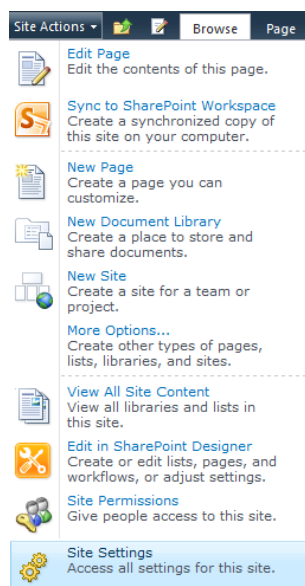 Site Actions Browse Page
Edit Page
Edit the contents of this page.
Sync to SharePoint Workspace
Create a synchronized copy of
this site on your computer.
New Page
Create a page you can
customize.
New Document Library
Create a place to store and
share documents.
New Site
Create a site for a team or
project.
More Options...
Create other types of pages,
lists, libraries, and sites.
View All Site Content
View all libraries and lists in
this site.
Edit in SharePoint Designer
Create or edit lists, pages, and
workflows, or adjust settings.
Site Permissions
Give people access to this site.
Site Settings
Access all settings for this site.